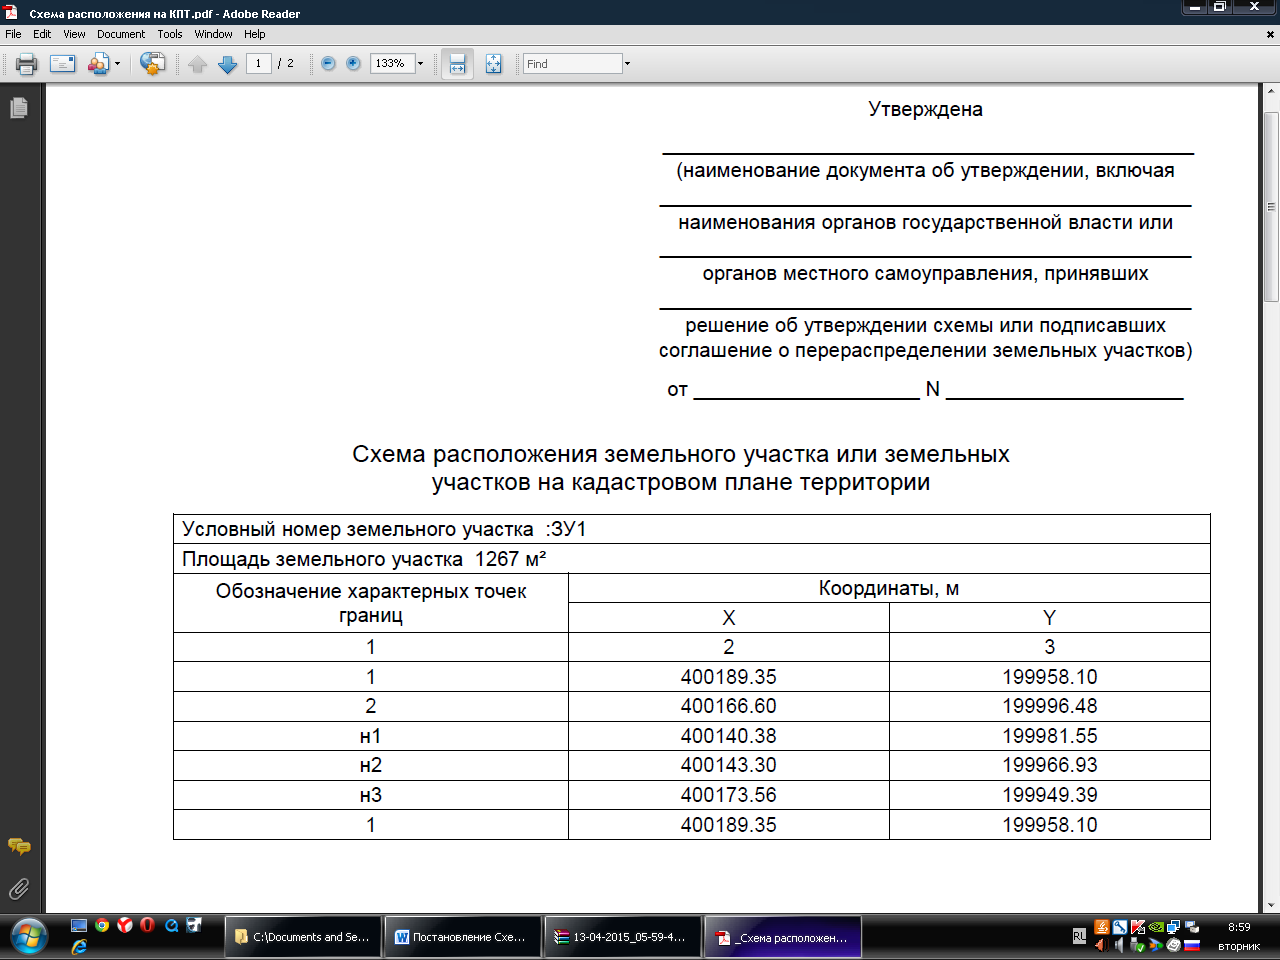 Схема расположения на КПТ.pdf - Adobe Reader
File Edit View Document Tools Window Help
1 / 2 133% Find
Утверждена
(наименование документа об утверждении, включая
наименования органов государственной власти или
органов местного самоуправления, принявших
решение об утверждении схемы или подписавших
соглашение о перераспределении земельных участков)
от ____________________ N _____________________
Схема расположения земельного участка или земельных
участков на кадастровом плане территории
Условный номер земельного участка :ЗУ1
Площадь земельного участка 1267 м²
Обозначение характерных точек
границ
Координаты, м
X Y
1 2 3
1 400189.35 199958.10
2 400166.60 199996.48
н1 400140.38 199981.55
н2 400143.30 199966.93
н3 400173.56 199949.39
1 400189.35 199958.10
C:\Documents and Se... Постановление Схе... 13-04-2015_05-59-4... _Схема расположен... RL 8:59
вторник